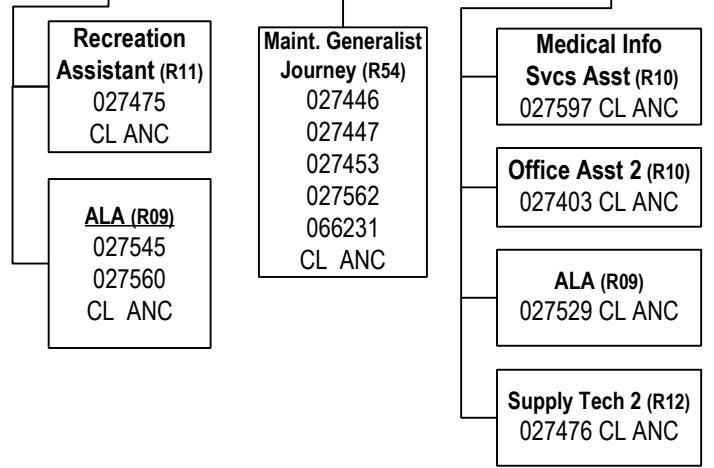 Recreation
Assistant (R11)
027475
CL ANC
ALA (R09)
027545
027560
CL ANC
Maint. Generalist
Journey (R54)
027446
027447
027453
027562
066231
CL ANC
Medical Info
Svcs Asst (R10)
027597 CL ANC
Office Asst 2 (R10)
027403 CL ANC
ALA (R09)
027529 CL ANC
Supply Tech 2 (R12)
027476 CL ANC